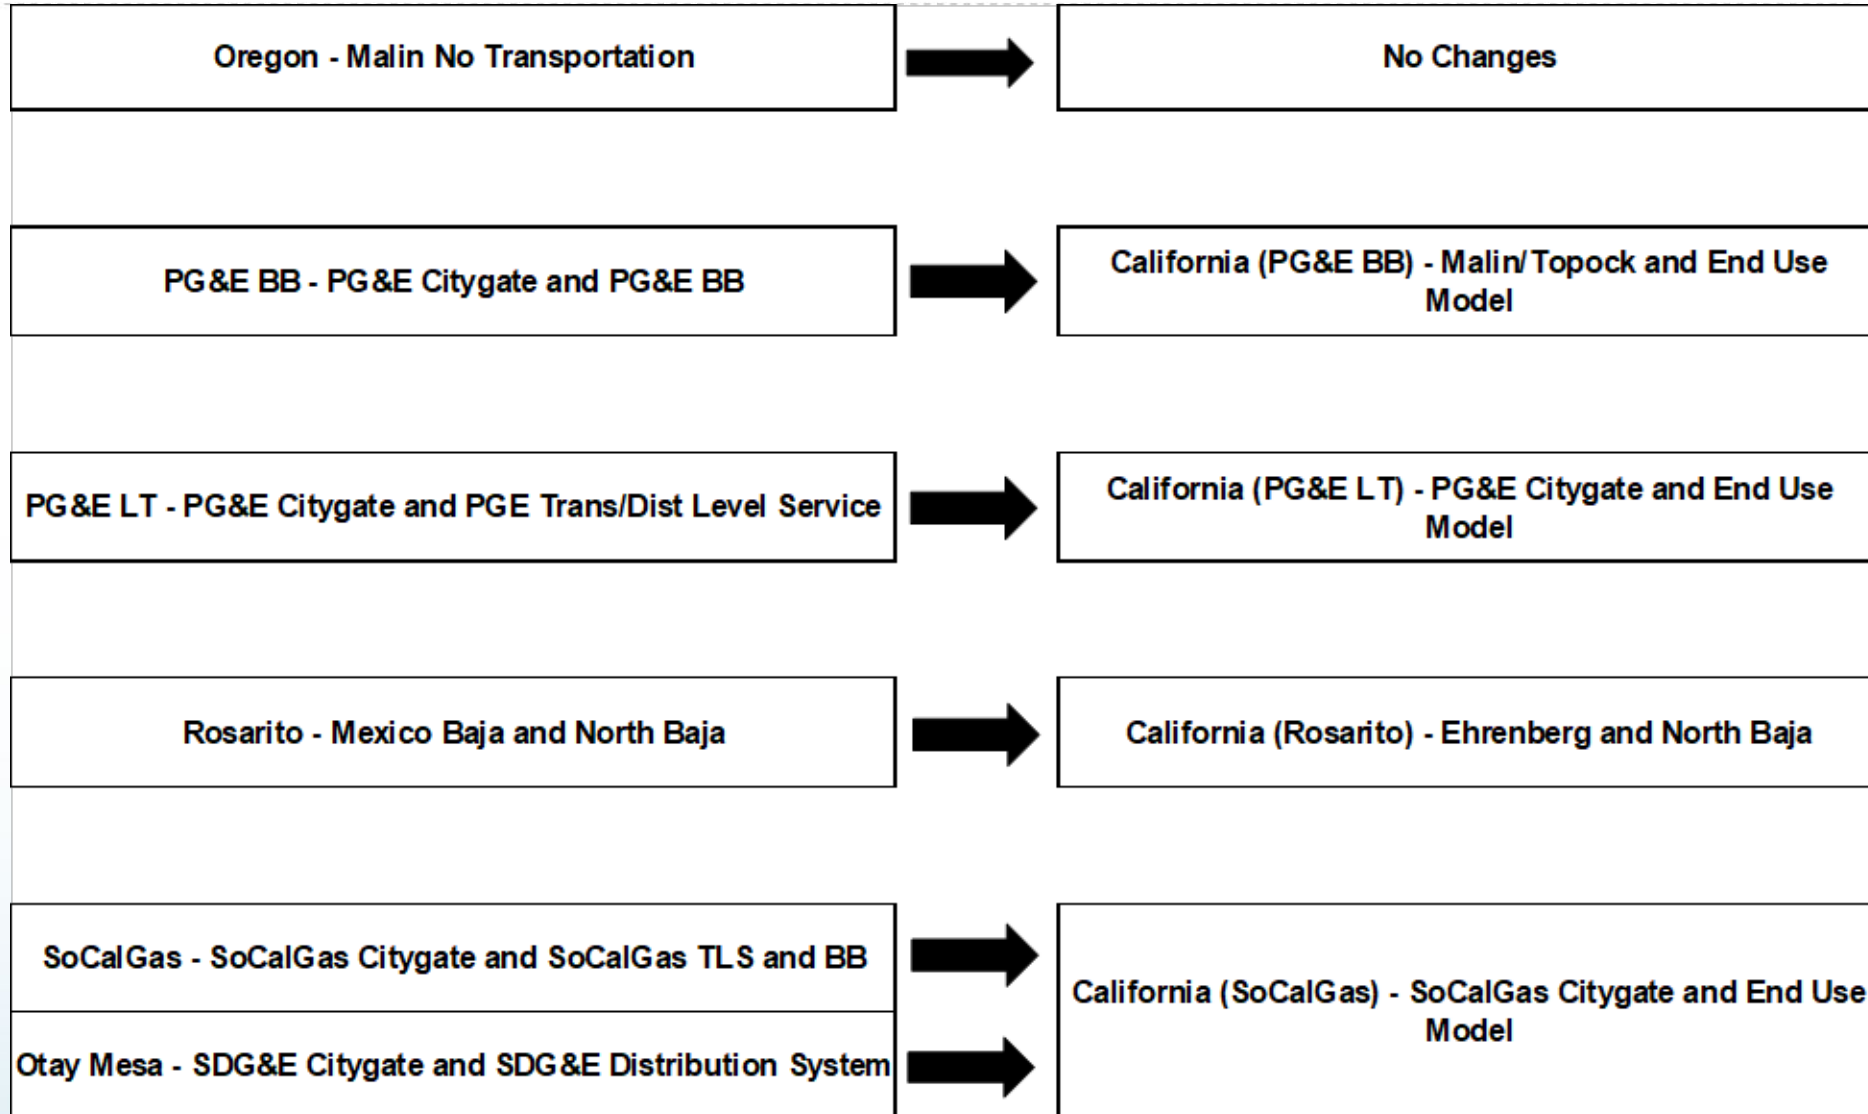 Oregon - Malin No Transportation
No Changes
PG&E BB - PG&E Citygate and PG&E BB
California (PG&E BB) - Malin/Topock and End Use
Model
PG&E LT - PG&E Citygate and PGE Trans/Dist Level Service
California (PG&E LT) - PG&E Citygate and End Use
Model
Rosarito - Mexico Baja and North Baja
California (Rosarito) - Ehrenberg and North Baja
SoCalGas - SoCalGas Citygate and SoCalGas TLS and BB
Otay Mesa - SDG&E Citygate and SDG&E Distribution System
California (SoCalGas) - SoCalGas Citygate and End Use
Model